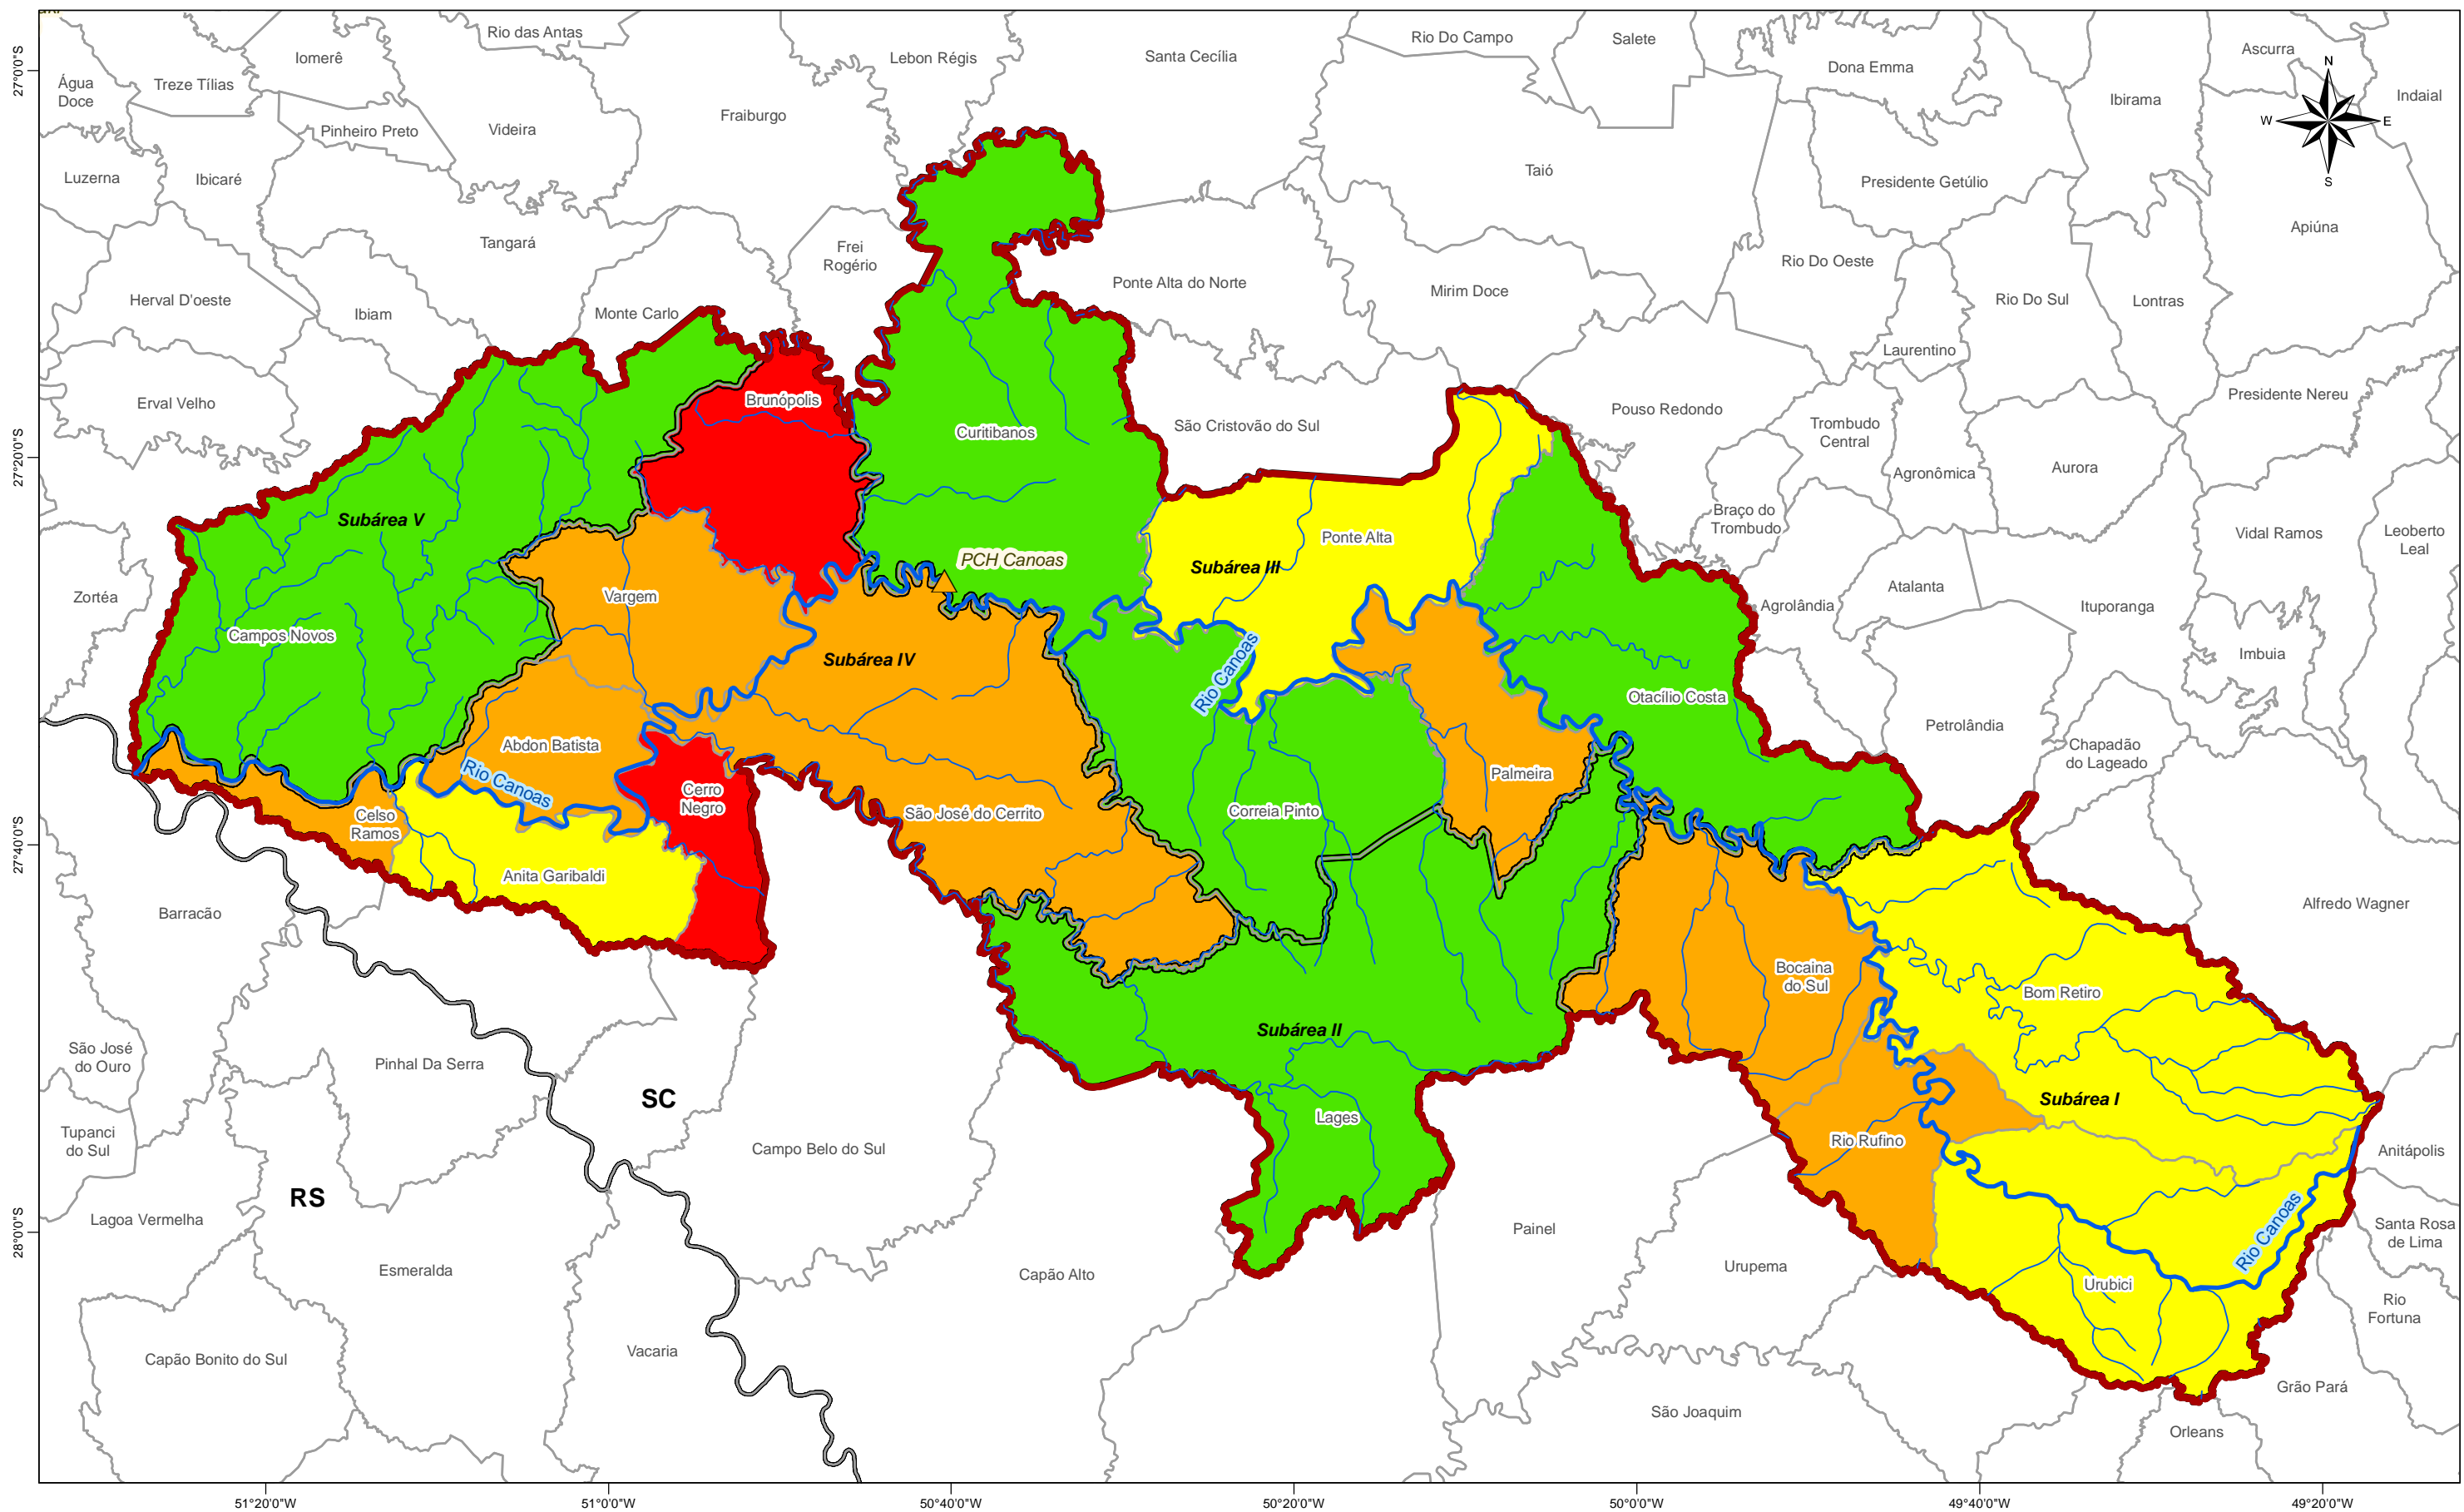 Rio das Antas
Iomerê
Lebon Régis
Santa Cecília
Rio Do Campo
Salete
Dona Emma
Ascurra
Água
Doce
Treze Tílias
Pinheiro Preto
Videira
Fraiburgo
Ibirama
Indaial
N
W
E
S
27°0'0"S
Luzerna
Ibicaré
Taió
Presidente Getúlio
Apiúna
Tangará
Frei
Rogério
Ponte Alta do Norte
Mirim Doce
Rio Do Oeste
Rio Do Sul
Lontras
Herval D'oeste
Ibiam
Monte Carlo
Laurentino
Erval Velho
Brunópolis
Curitibanos
São Cristovão do Sul
Pouso Redondo
Trombudo
Central
Presidente Nereu
27°20'0"S
Agronômica
Aurora
Subárea V
Braço do
Trombudo
Vidal Ramos
Leoberto
Leal
PCH Canoas
Subárea III
Ponte Alta
Zortéa
Vargem
Agrolândia
Atalanta
Ituporanga
Campos Novos
Subárea IV
Rio Canoas
Imbuia
Otacílio Costa
Petrolândia
Chapadão
do Lageado
Abdon Batista
Rio Canoas
Cerro
Negro
Palmeira
Celso
Ramos
São José do Cerrito
Correia Pinto
27°40'0"S
Anita Garibaldi
Barracão
Alfredo Wagner
Bocaina
do Sul
Bom Retiro
Subárea II
São José
do Ouro
Pinhal Da Serra
SC
Subárea I
Tupanci
do Sul
Campo Belo do Sul
Lages
Rio Rufino
Anitápolis
RS
Lagoa Vermelha
Painel
Rio Canoas
Santa Rosa
de Lima
28°0'0"S
Esmeralda
Capão Alto
Urupema
Urubici
Rio
Fortuna
Capão Bonito do Sul
Vacaria
Grão Pará
São Joaquim
Orleans
51°20'0"W
51°0'0"W
50°40'0"W
50°20'0"W
50°0'0"W
49°40'0"W
49°20'0"W